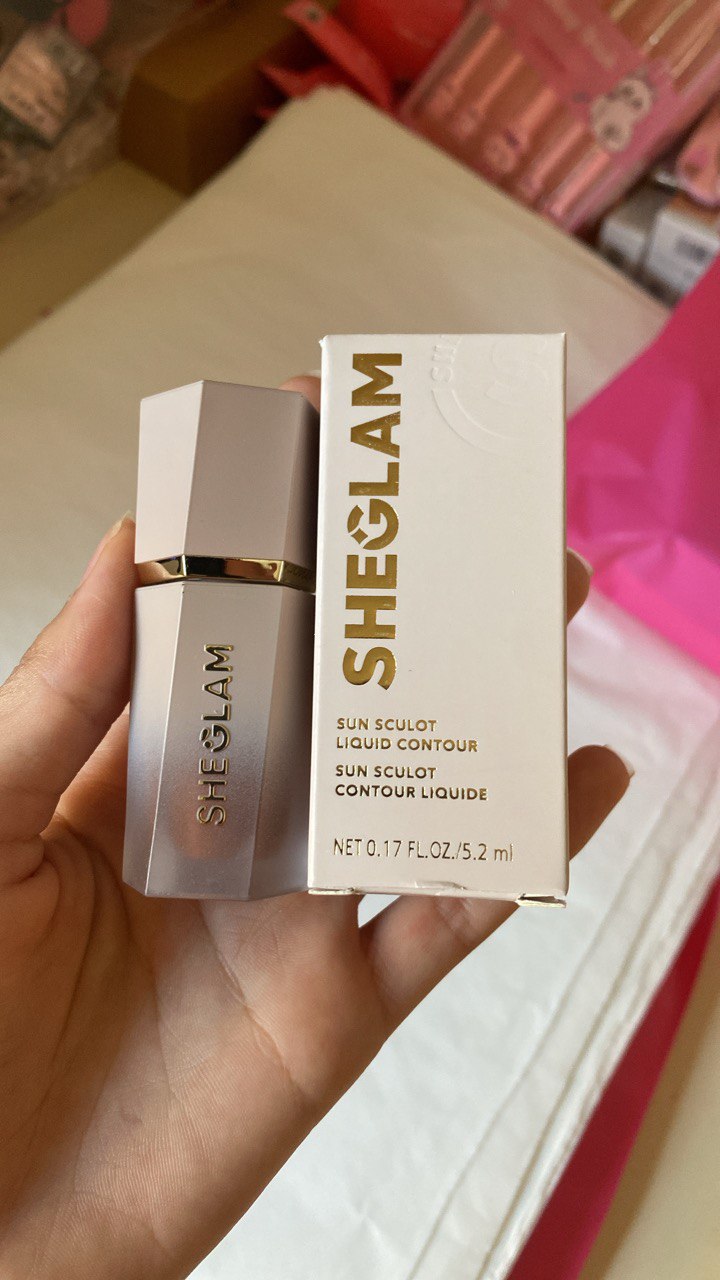 SHEGLAM
SHEGLAM
SUN SCULOT
LIQUID CONTOUR
SUN SCULOT
CONTOUR LIQUIDE
NET 0.17 FL.OZ./5.2 ml